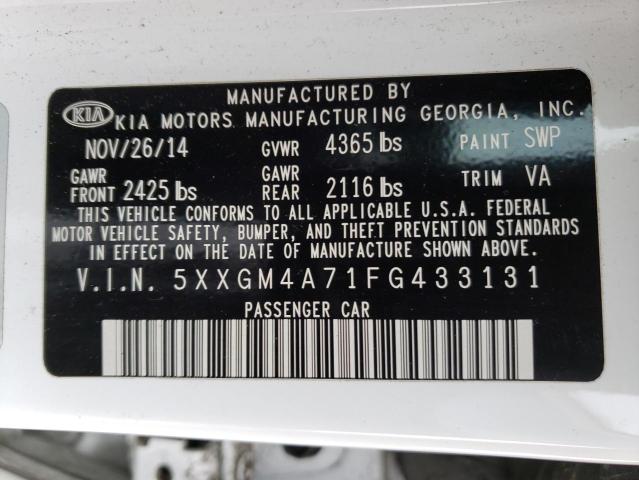 MANUFACTURED BY
KIA KIA MOTORS MANUFACTURING GEORGIA, INC.
NOV/26/14 GVWR 4365 lbs PAINT SWP
GAWR FRONT 2425 lbs GAWR REAR 2116 lbs TRIM VA
THIS VEHICLE CONFORMS TO ALL APPLICABLE U.S.A. FEDERAL
MOTOR VEHICLE SAFETY, BUMPER, AND THEFT PREVENTION STANDARDS
IN EFFECT ON THE DATE OF MANUFACTURE SHOWN ABOVE.
V.I.N. 5XXGM4A71FG433131
PASSENGER CAR